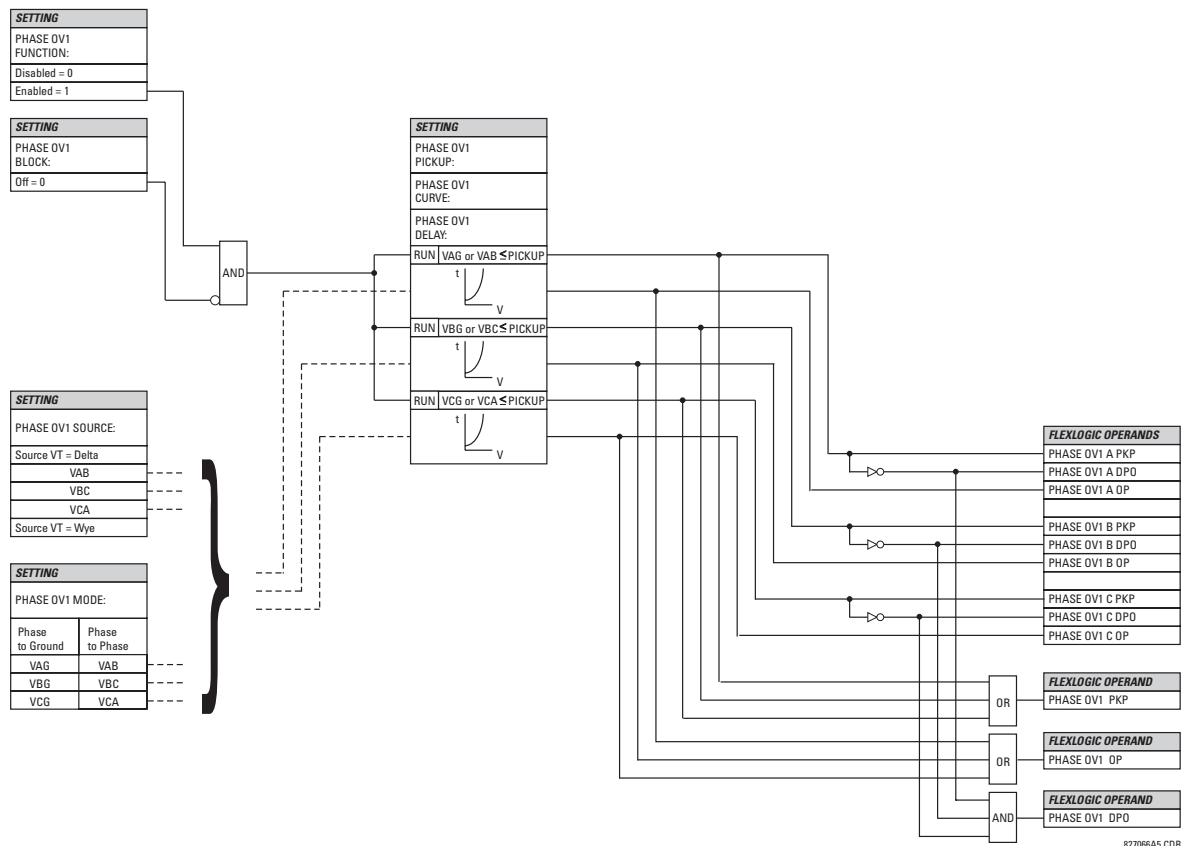 SETTING
PHASE OV1
FUNCTION:
Disabled = 0
Enabled = 1
SETTING
PHASE OV1
BLOCK:
Off = 0
AND
SETTING
PHASE OV1
PICKUP:
PHASE OV1
CURVE:
PHASE OV1
DELAY:
RUN VAG or VAB ≤ PICKUP
t
V
RUN VBG or VBC ≤ PICKUP
t
V
RUN VCG or VCA ≤ PICKUP
t
V
SETTING
PHASE OV1 SOURCE:
Source VT = Delta
VAB
VBC
VCA
Source VT = Wye
SETTING
PHASE OV1 MODE:
Phase
to Ground
Phase
to Phase
VAG VAB
VBG VBC
VCG VCA
FLEXLOGIC OPERANDS
PHASE OV1 A PKP
PHASE OV1 A DPO
PHASE OV1 A OP
PHASE OV1 B PKP
PHASE OV1 B DPO
PHASE OV1 B OP
PHASE OV1 C PKP
PHASE OV1 C DPO
PHASE OV1 C OP
OR
FLEXLOGIC OPERAND
PHASE OV1 PKP
OR
FLEXLOGIC OPERAND
PHASE OV1 OP
AND
FLEXLOGIC OPERAND
PHASE OV1 DPO
827066A5.CDR